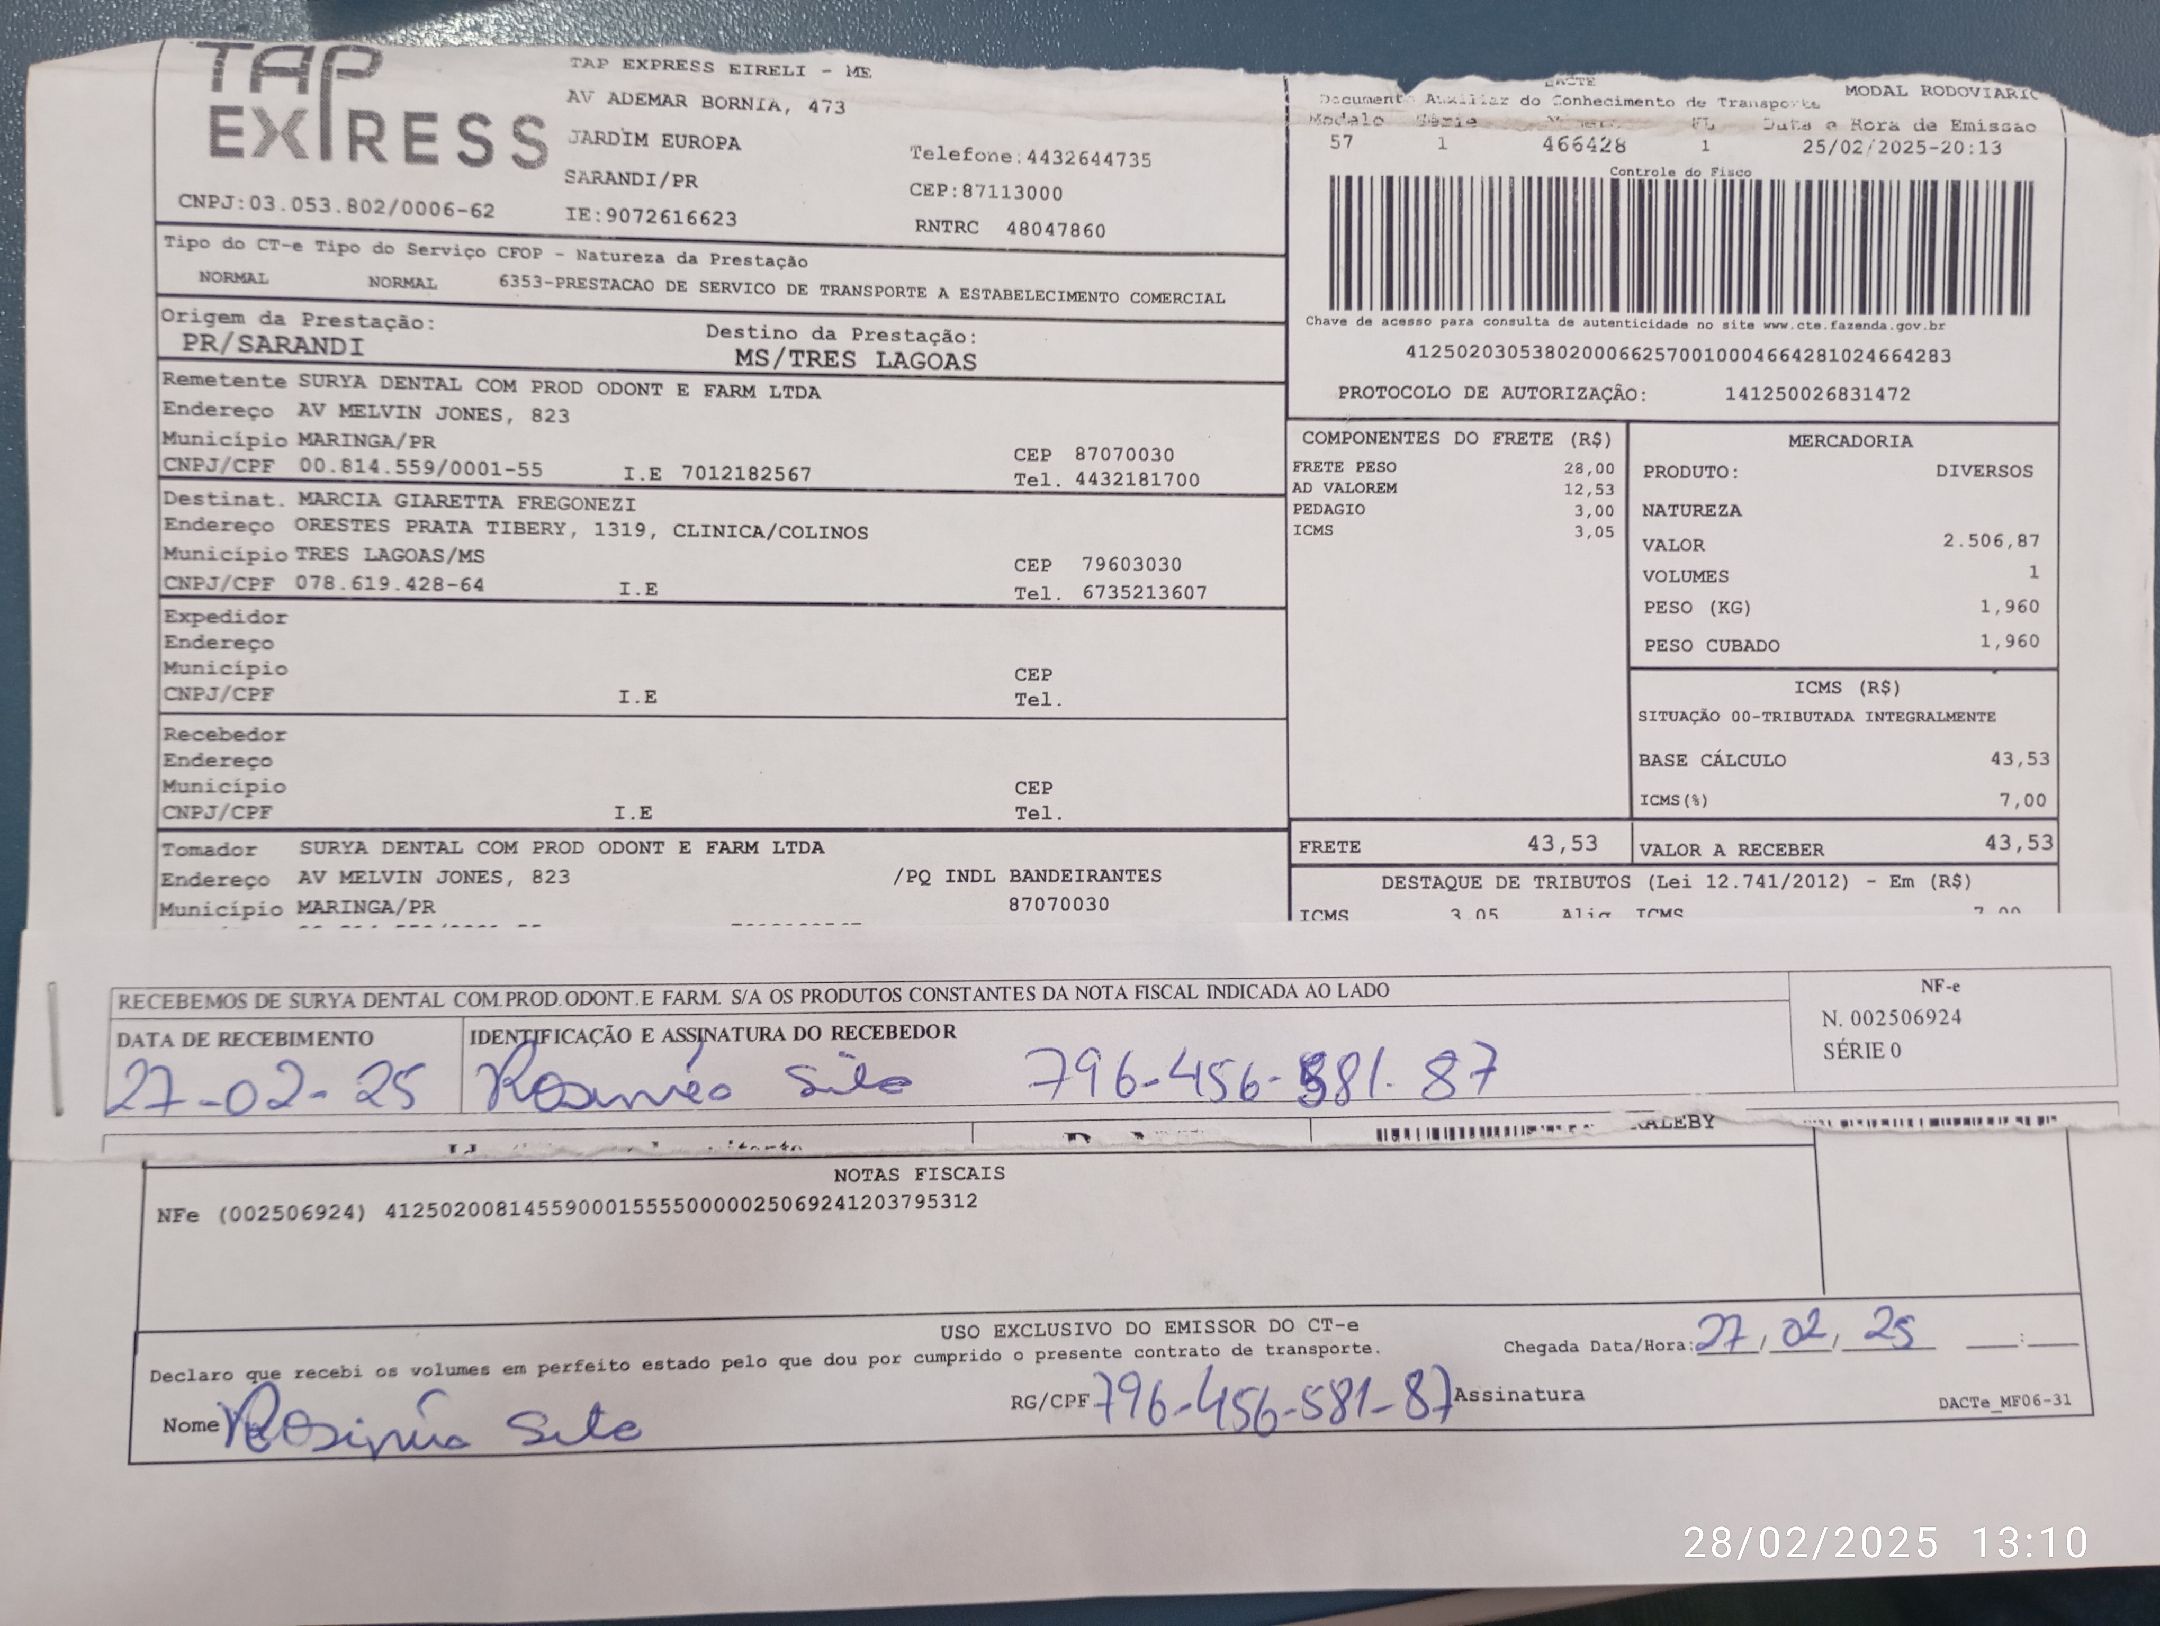 TAP EXPRESS
TAP EXPRESS EIRELI - ME
AV ADEMAR BORNIA, 473
JARDIM EUROPA
SARANDI/PR
IE:9072616623
Telefone:4432644735
CEP:87113000
RNTRC 48047860
CNPJ:03.053.802/0006-62
DACTE
MODAL RODOVIARIO
Documento Auxiliar do Conhecimento de Transporte
Modelo Série FL Data e Hora de Emissão
57 1 466428 1 25/02/2025-20:13
Controle do Fisco
Chave de acesso para consulta de autenticidade no site www.cte.fazenda.gov.br
41250203053802000662570010004664281024664283
PROTOCOLO DE AUTORIZAÇÃO: 141250026831472
Tipo do CT-e Tipo do Serviço CFOP - Natureza da Prestação
NORMAL NORMAL 6353-PRESTACAO DE SERVICO DE TRANSPORTE A ESTABELECIMENTO COMERCIAL
Origem da Prestação: Destino da Prestação:
PR/SARANDI MS/TRES LAGOAS
Remetente SURYA DENTAL COM PROD ODONT E FARM LTDA
Endereço AV MELVIN JONES, 823
Município MARINGA/PR CEP 87070030
CNPJ/CPF 00.814.559/0001-55 I.E 7012182567 Tel. 4432181700
Destinat. MARCIA GIARETTA FREGONEZI
Endereço ORESTES PRATA TIBERY, 1319, CLINICA/COLINOS
Município TRES LAGOAS/MS CEP 79603030
CNPJ/CPF 078.619.428-64 I.E Tel. 6735213607
Expedidor
Endereço
Município CEP
CNPJ/CPF I.E Tel.
Recebedor
Endereço
Município CEP
CNPJ/CPF I.E Tel.
Tomador SURYA DENTAL COM PROD ODONT E FARM LTDA
Endereço AV MELVIN JONES, 823 /PQ INDL BANDEIRANTES
Município MARINGA/PR 87070030
COMPONENTES DO FRETE (R$)
FRETE PESO 28,00
AD VALOREM 12,53
PEDAGIO 3,00
ICMS 3,05
MERCADORIA
PRODUTO: DIVERSOS
NATUREZA
VALOR 2.506,87
VOLUMES 1
PESO (KG) 1,960
PESO CUBADO 1,960
ICMS (R$)
SITUAÇÃO 00-TRIBUTADA INTEGRALMENTE
BASE CÁLCULO 43,53
ICMS(%) 7,00
FRETE 43,53 VALOR A RECEBER 43,53
DESTAQUE DE TRIBUTOS (Lei 12.741/2012) - Em (R$)
ICMS 3,05 Aliq ICMS 7,00
RECEBEMOS DE SURYA DENTAL COM.PROD.ODONT.E FARM. S/A OS PRODUTOS CONSTANTES DA NOTA FISCAL INDICADA AO LADO
NF-e
N. 002506924
SÉRIE 0
DATA DE RECEBIMENTO IDENTIFICAÇÃO E ASSINATURA DO RECEBEDOR
27-02-25 796-456-581-87
NOTAS FISCAIS
NFe (002506924) 41250200814559000155550000025069241203795312
USO EXCLUSIVO DO EMISSOR DO CT-e
Declaro que recebi os volumes em perfeito estado pelo que dou por cumprido o presente contrato de transporte.
Chegada Data/Hora: 27/02/25 __:__
Nome RG/CPF 796-456-581-87 Assinatura
DACTe_MF06-31
28/02/2025 13:10